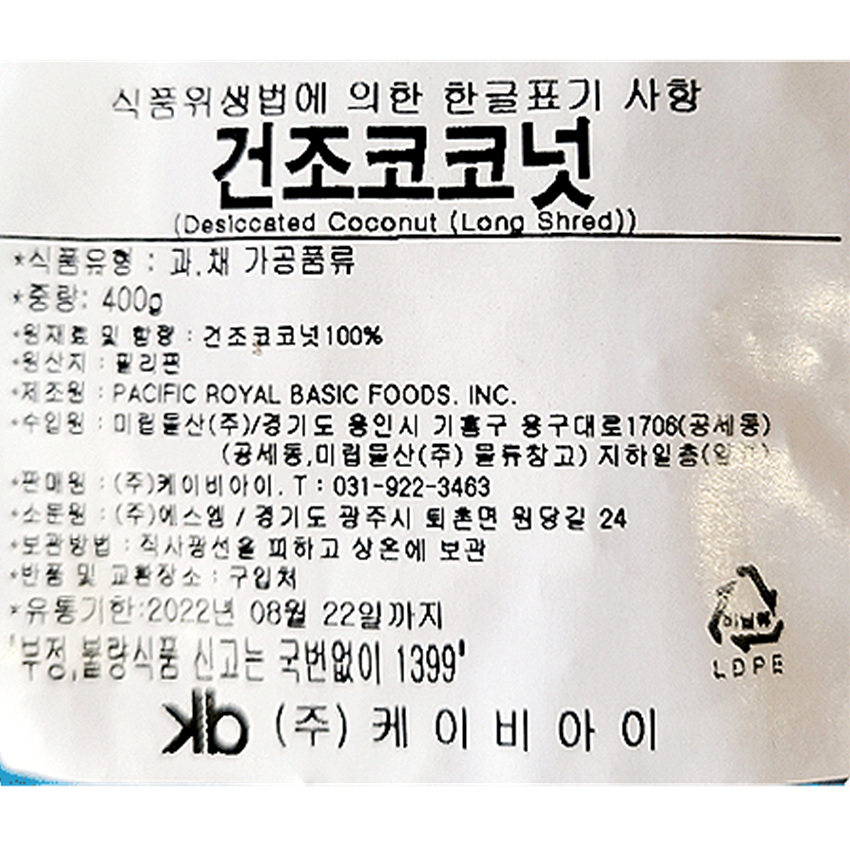 식품위생법에 의한 한글표기 사항
건조코코넛
(Desiccated Coconut (Long Shred))
*식품유형 : 과.채 가공품류
*중량: 400g
*원재료 및 함량 : 건조코코넛100%
*원산지 : 필리핀
*제조원 : PACIFIC ROYAL BASIC FOODS. INC.
*수입원 : 미림물산(주)/경기도 용인시 기흥구 용구대로1706(공세동)
(공세동,미림물산(주) 물류창고) 지하일층
*판매원 : (주)케이비아이. T : 031-922-3463
*소분원 : (주)에스엠 / 경기도 광주시 퇴촌면 원당길 24
*보관방법 : 직사광선을 피하고 상온에 보관
*반품 및 교환장소 : 구입처
*유통기한:2022년 08월 22일까지
'부정,불량식품 신고는 국번없이 1399'
비닐류
LDPE
(주)케이비아이